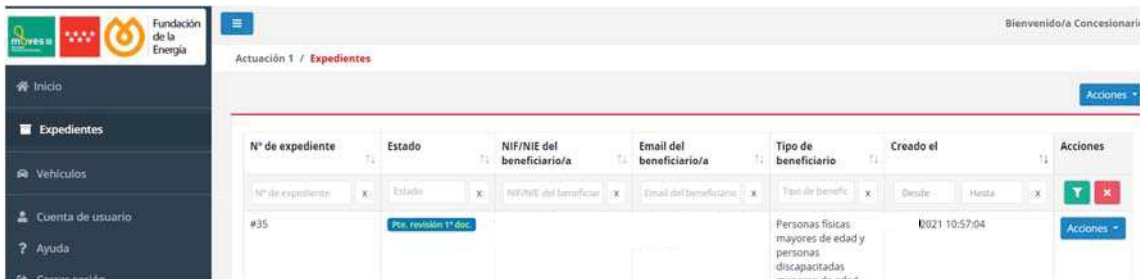 moves III
Fundación
de la
Energía
Bienvenido/a Concesionari
Actuación 1 / Expedientes
Inicio
Acciones
Expedientes
Vehículos
Cuenta de usuario
Ayuda
Nº de expediente
Estado
NIF/NIE del
beneficiario/a
Email del
beneficiario/a
Tipo de
beneficiario
Creado el
Acciones
Nº de expediente x
Estado x
NIF/NIE del beneficiar x
Email del beneficiario x
Tipo de benefic x
Desde Hasta x
x
#35
Pte. revisión 1ª doc.
Personas físicas
mayores de edad y
personas
discapacitadas
2021 10:57:04
Acciones